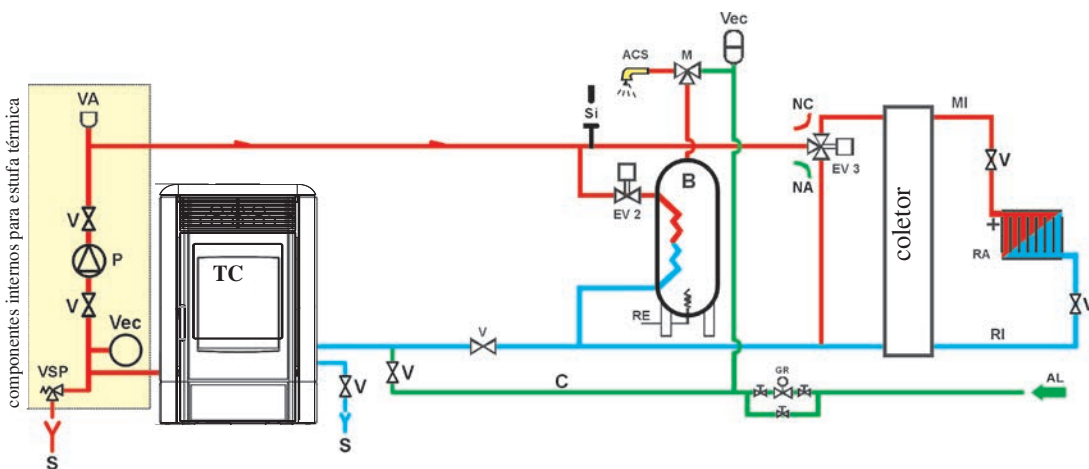 componentes internos para estufa térmica
VA
V
P
V
Vec
VSP
S
TC
V
S
V
V
C
Si
EV 2
ACS
M
Vec
B
RE
NC
EV 3
NA
GR
AL
coletor
MI
V
+
RA
V
RI